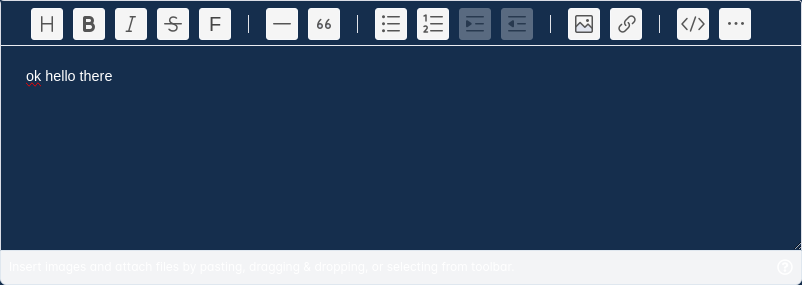 H B I S F 66 </> ...
ok hello there
Insert images and attach files by pasting, dragging & dropping, or selecting from toolbar.